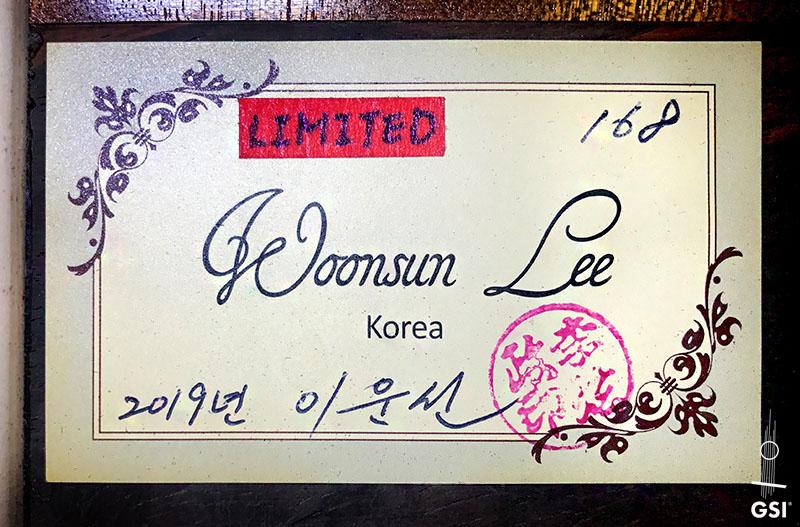 LIMITED
168
Woonsun Lee
Korea
2019년 이운선
GSI